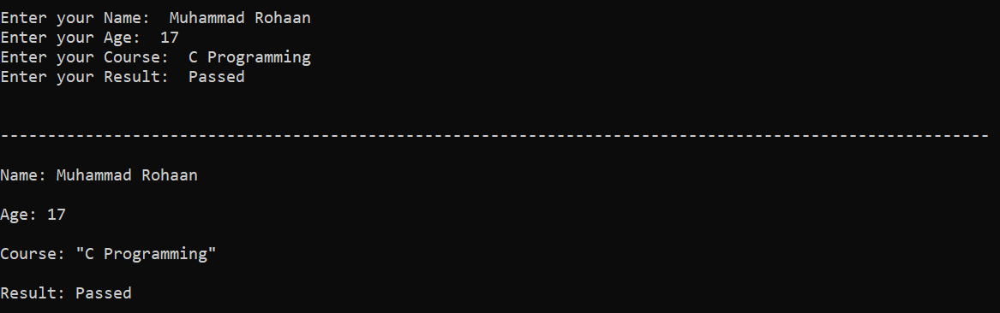 Enter your Name:  Muhammad Rohaan
Enter your Age:  17
Enter your Course:  C Programming
Enter your Result:  Passed
---------------------------------------------------------------------------------------------------------
Name: Muhammad Rohaan
Age: 17
Course: "C Programming"
Result: Passed